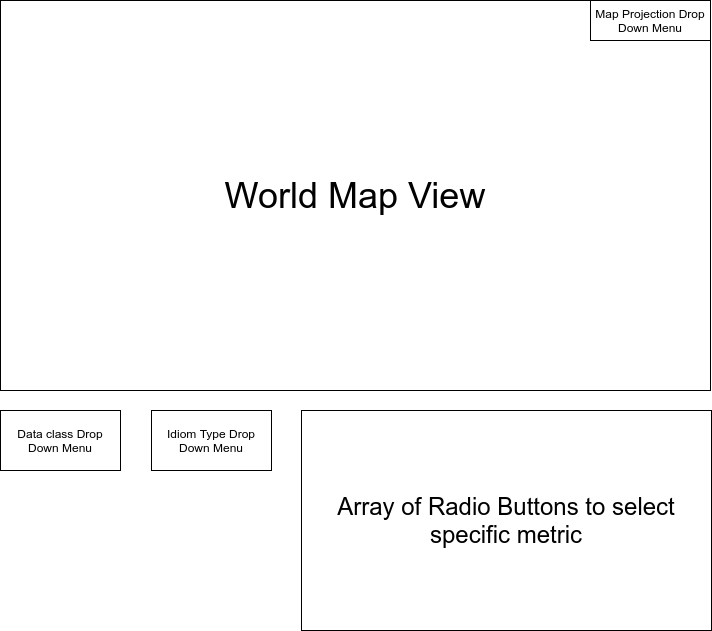 Map Projection Drop
Down Menu
World Map View
Data class Drop
Down Menu
Idiom Type Drop
Down Menu
Array of Radio Buttons to select
specific metric